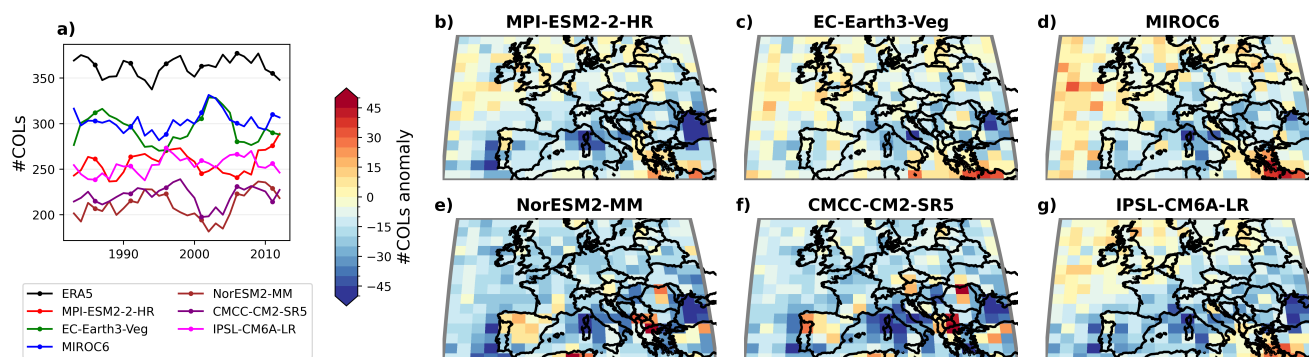 a)
#COLs
350
300
250
200
1990
2000
2010
ERA5
MPI-ESM2-2-HR
EC-Earth3-Veg
MIROC6
NorESM2-MM
CMCC-CM2-SR5
IPSL-CM6A-LR
45
30
15
0
−15
−30
−45
#COLs anomaly
b)
MPI-ESM2-2-HR
c)
EC-Earth3-Veg
d)
MIROC6
e)
NorESM2-MM
f)
CMCC-CM2-SR5
g)
IPSL-CM6A-LR